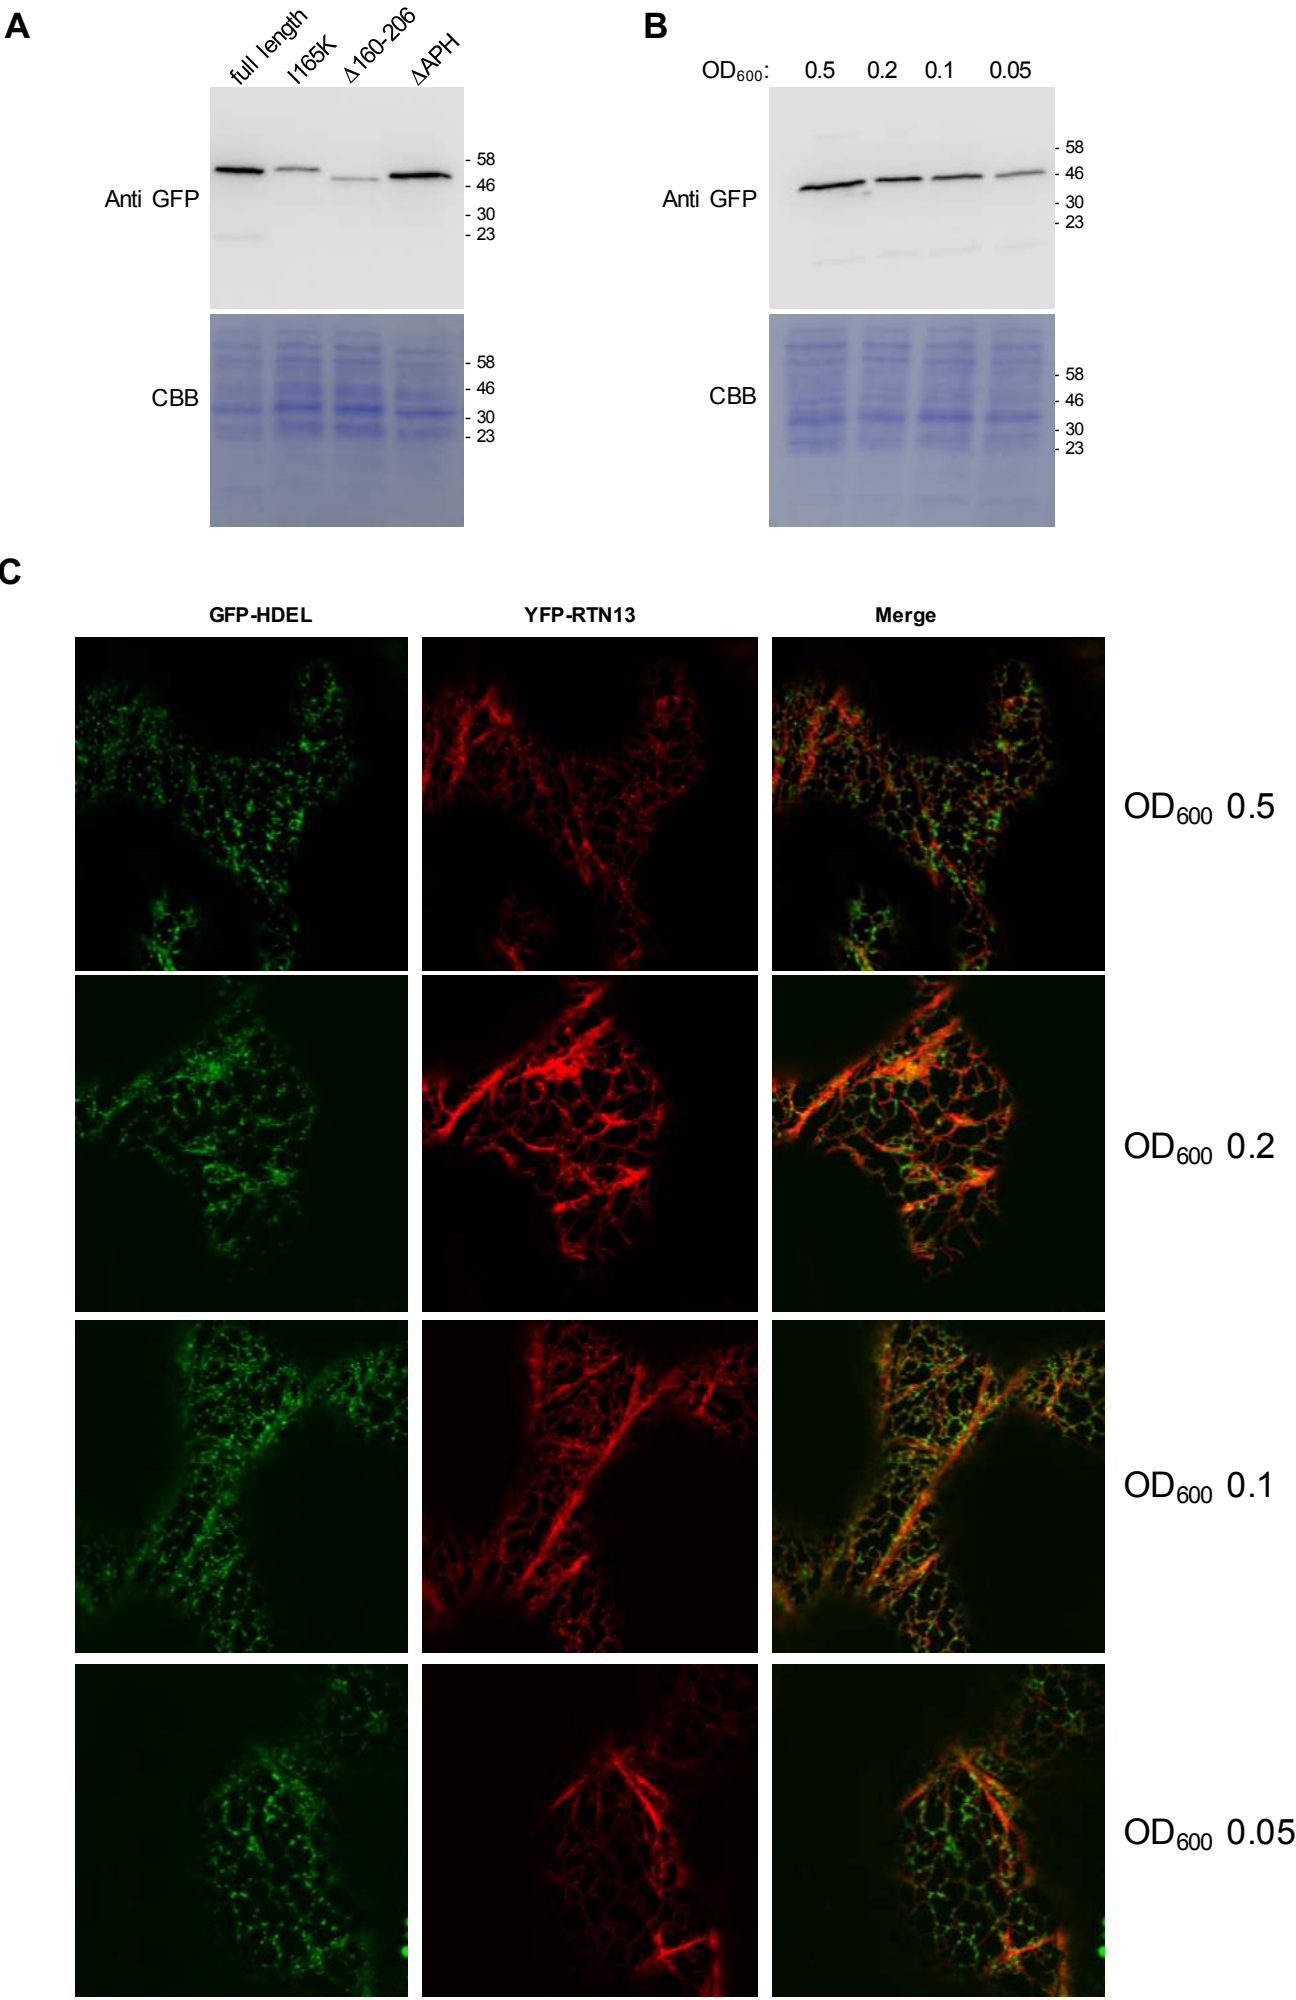 A
full length
I165K
Δ160-206
ΔAPH
Anti GFP
- 58
- 46
- 30
- 23
CBB
- 58
- 46
- 30
- 23
B
OD600:
0.5
0.2
0.1
0.05
Anti GFP
- 58
- 46
- 30
- 23
CBB
- 58
- 46
- 30
- 23
C
GFP-HDEL
YFP-RTN13
Merge
OD600 0.5
OD600 0.2
OD600 0.1
OD600 0.05